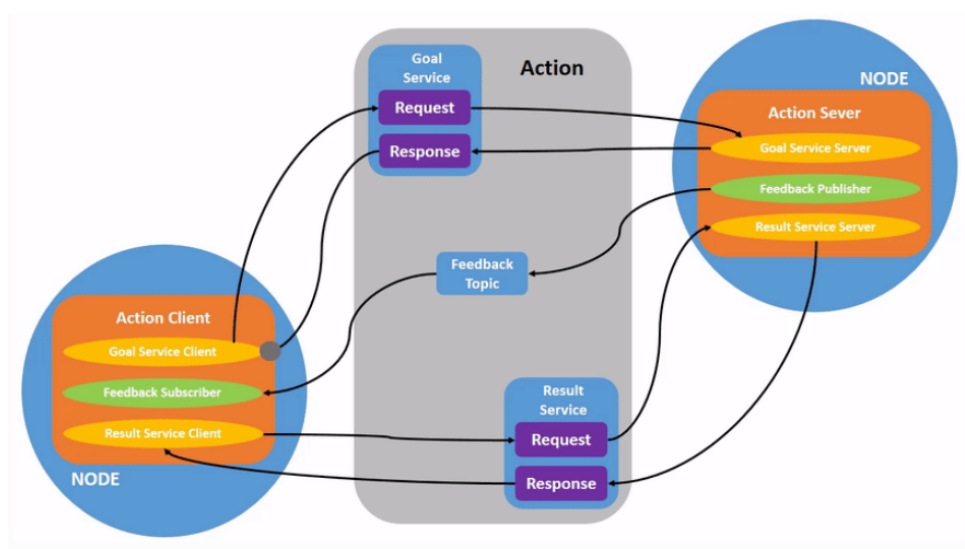 Goal
Service
Request
Response
Action
NODE
Action Sever
Goal Service Server
Feedback Publisher
Result Service Server
Feedback
Topic
Action Client
Goal Service Client
Feedback Subscriber
Result Service Client
NODE
Result
Service
Request
Response